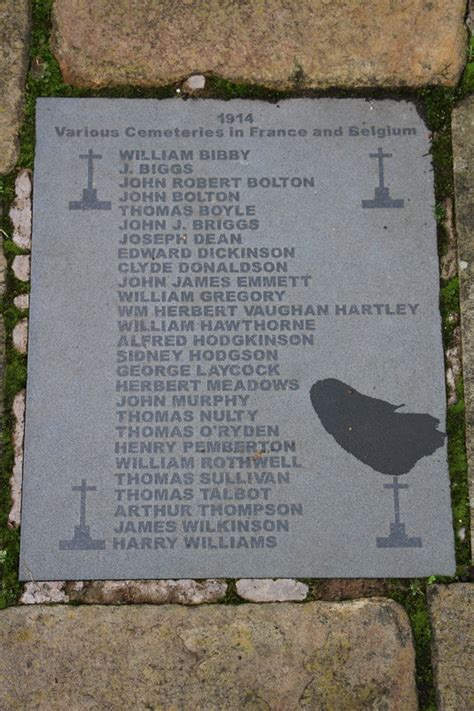 1914
Various Cemeteries in France and Belgium
WILLIAM BIBBY
J. BIGGS
JOHN ROBERT BOLTON
JOHN BOLTON
THOMAS BOYLE
JOHN J. BRIGGS
JOSEPH DEAN
EDWARD DICKINSON
CLYDE DONALDSON
JOHN JAMES EMMETT
WILLIAM GREGORY
WM HERBERT VAUGHAN HARTLEY
WILLIAM HAWTHORNE
ALFRED HODGKINSON
SIDNEY HODGSON
GEORGE LAYCOCK
HERBERT MEADOWS
JOHN MURPHY
THOMAS NULTY
THOMAS O'RYDEN
HENRY PEMBERTON
WILLIAM ROTHWELL
THOMAS SULLIVAN
THOMAS TALBOT
ARTHUR THOMPSON
JAMES WILKINSON
HARRY WILLIAMS